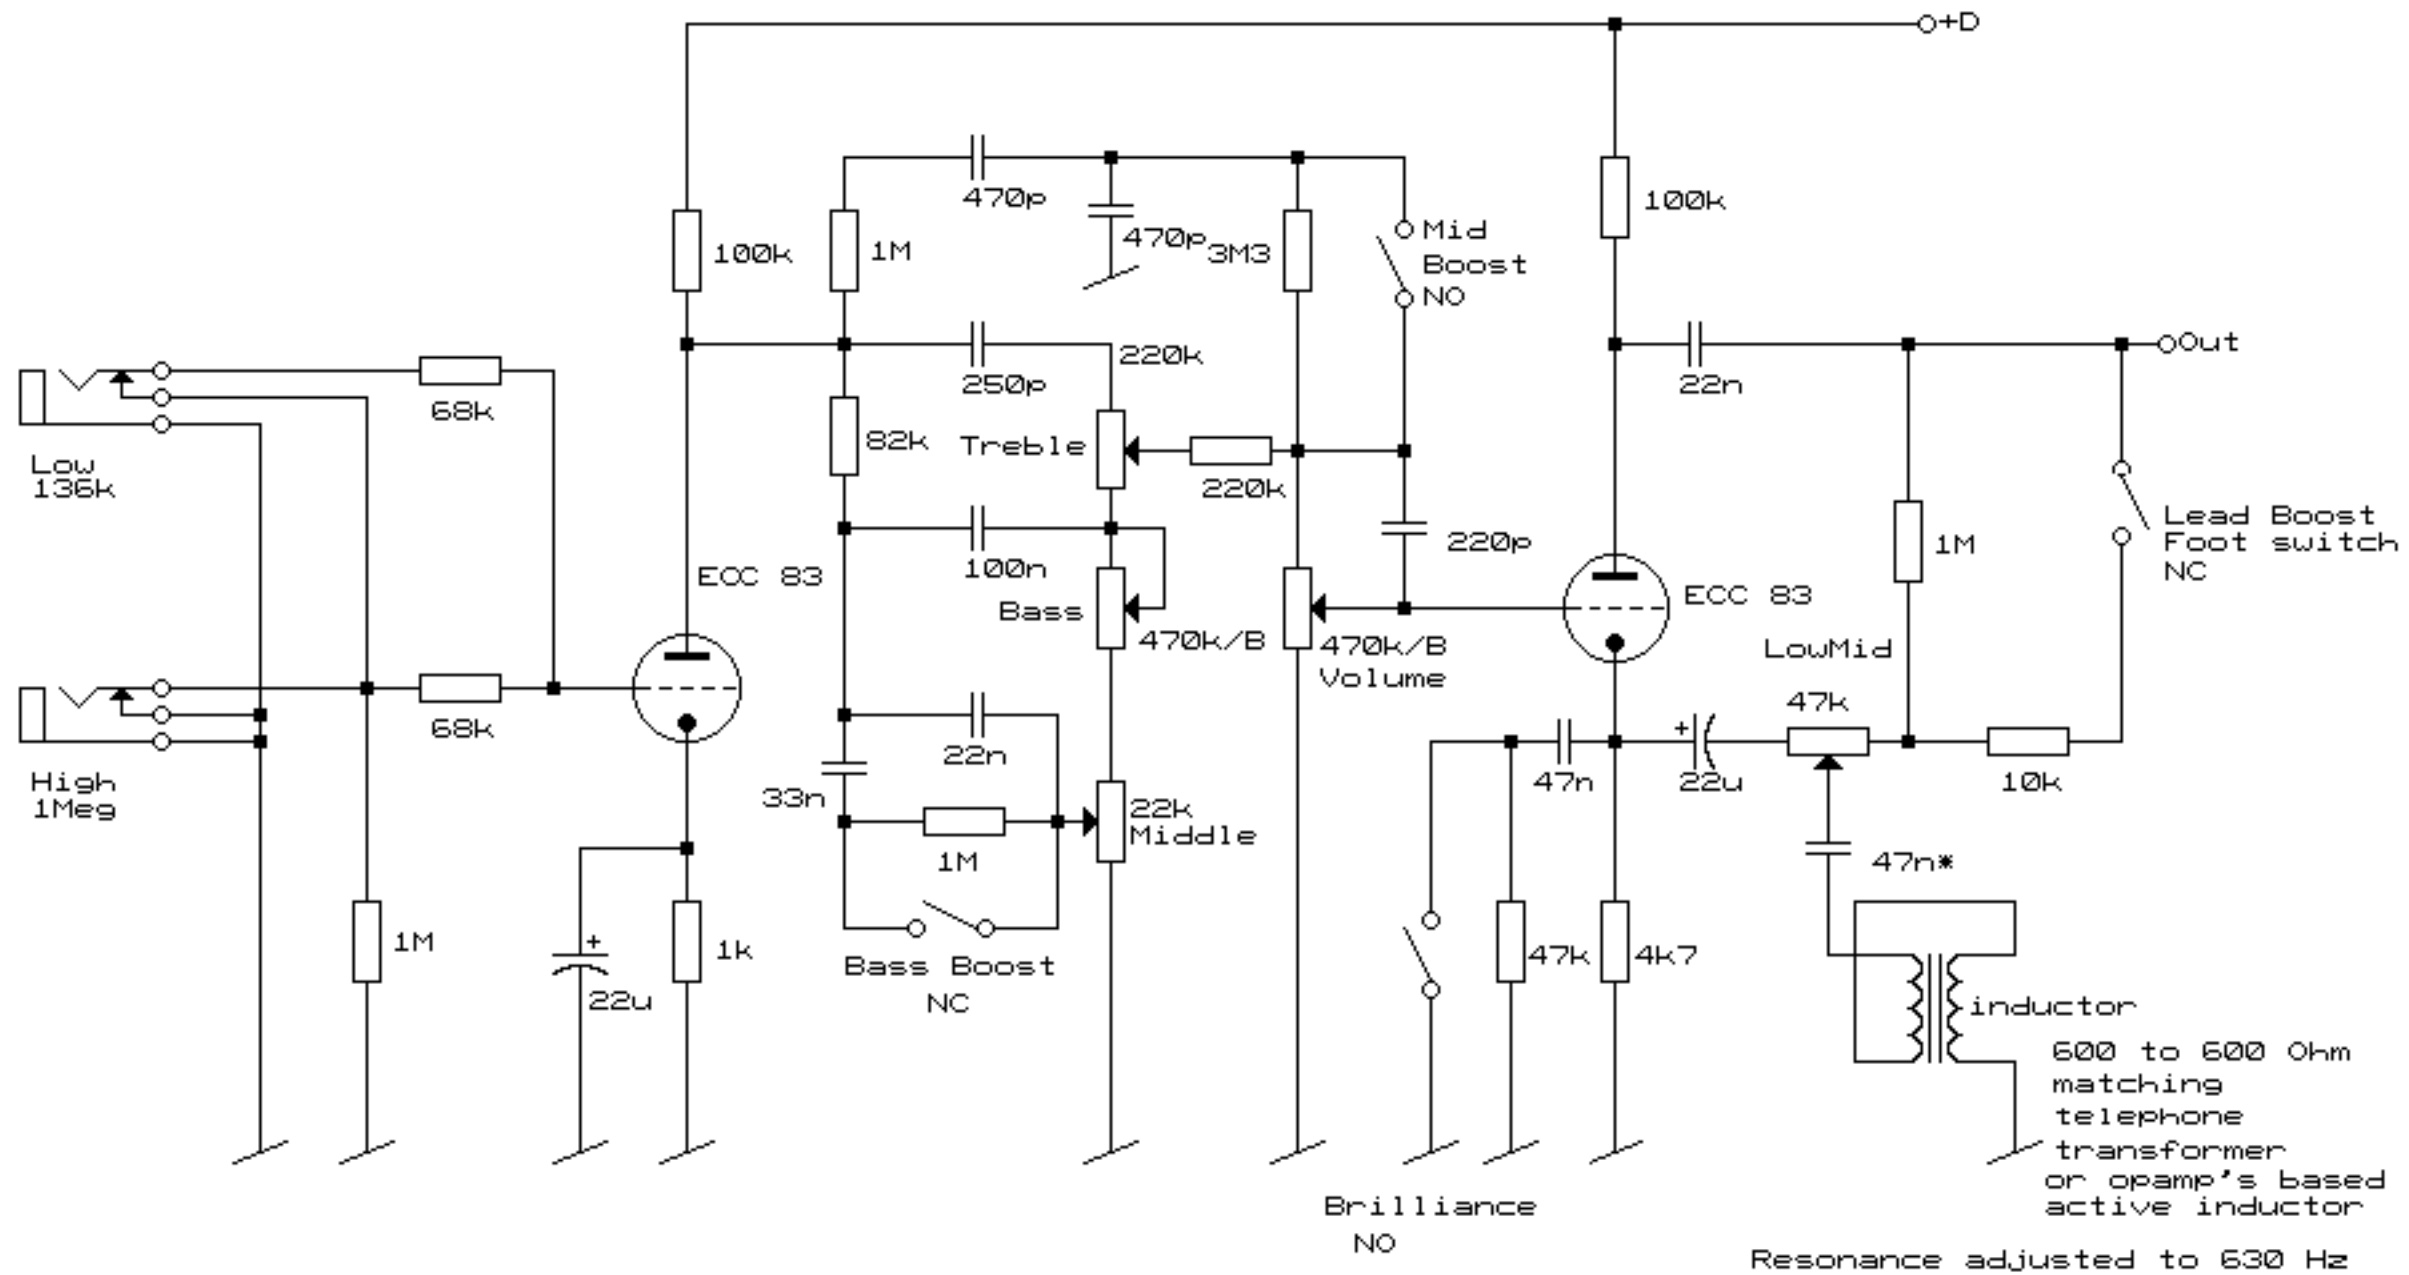 +D
470p
470p
3M3
Mid
Boost
NO
100k
100k
1M
250p
220k
22n
Out
68k
Low
136k
82k
Treble
220k
220p
Lead Boost
Foot switch
NC
1M
ECC 83
100n
Bass
470k/B
470k/B
Volume
ECC 83
LowMid
47k
68k
High
1Meg
22n
33n
22k
Middle
+
47n
22u
10k
1M
47n*
1M
+
22u
1k
Bass Boost
NC
47k
4k7
inductor
600 to 600 Ohm
matching
telephone
transformer
or opamp's based
active inductor
Brilliance
NO
Resonance adjusted to 630 Hz